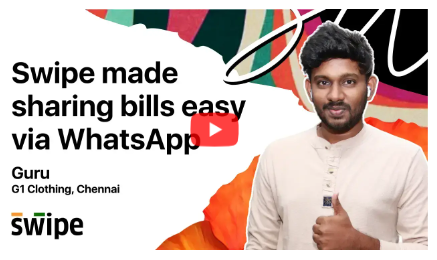 Swipe made
sharing bills easy
via WhatsApp
Guru
G1 Clothing, Chennai
swipe